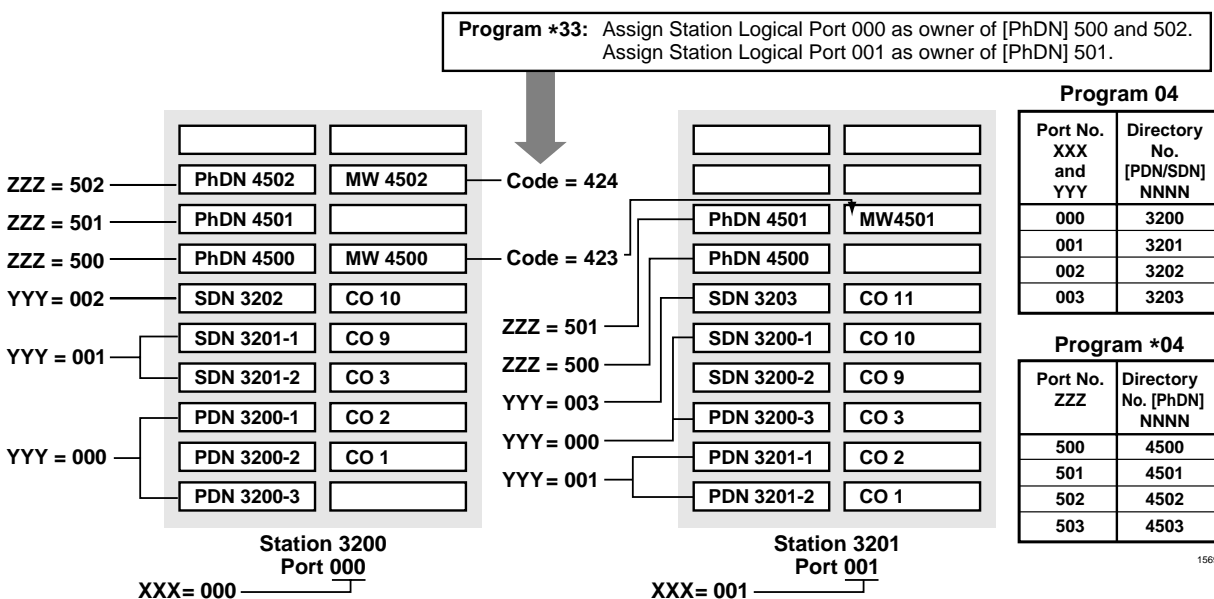 Program *33: Assign Station Logical Port 000 as owner of [PhDN] 500 and 502.
Assign Station Logical Port 001 as owner of [PhDN] 501.
ZZZ = 502
PhDN 4502 MW 4502
Code = 424
ZZZ = 501
PhDN 4501
ZZZ = 500
PhDN 4500 MW 4500
Code = 423
YYY = 002
SDN 3202 CO 10
YYY = 001
SDN 3201-1 CO 9
SDN 3201-2 CO 3
YYY = 000
PDN 3200-1 CO 2
PDN 3200-2 CO 1
PDN 3200-3
Station 3200
Port 000
XXX= 000
PhDN 4501 MW4501
PhDN 4500
SDN 3203 CO 11
SDN 3200-1 CO 10
SDN 3200-2 CO 9
PDN 3200-3 CO 3
PDN 3201-1 CO 2
PDN 3201-2 CO 1
ZZZ = 501
ZZZ = 500
YYY= 003
YYY= 000
YYY= 001
Station 3201
Port 001
XXX= 001
Program 04
Port No. XXX and YYY
Directory No. [PDN/SDN] NNNN
000 3200
001 3201
002 3202
003 3203
Program *04
Port No. ZZZ
Directory No. [PhDN] NNNN
500 4500
501 4501
502 4502
503 4503